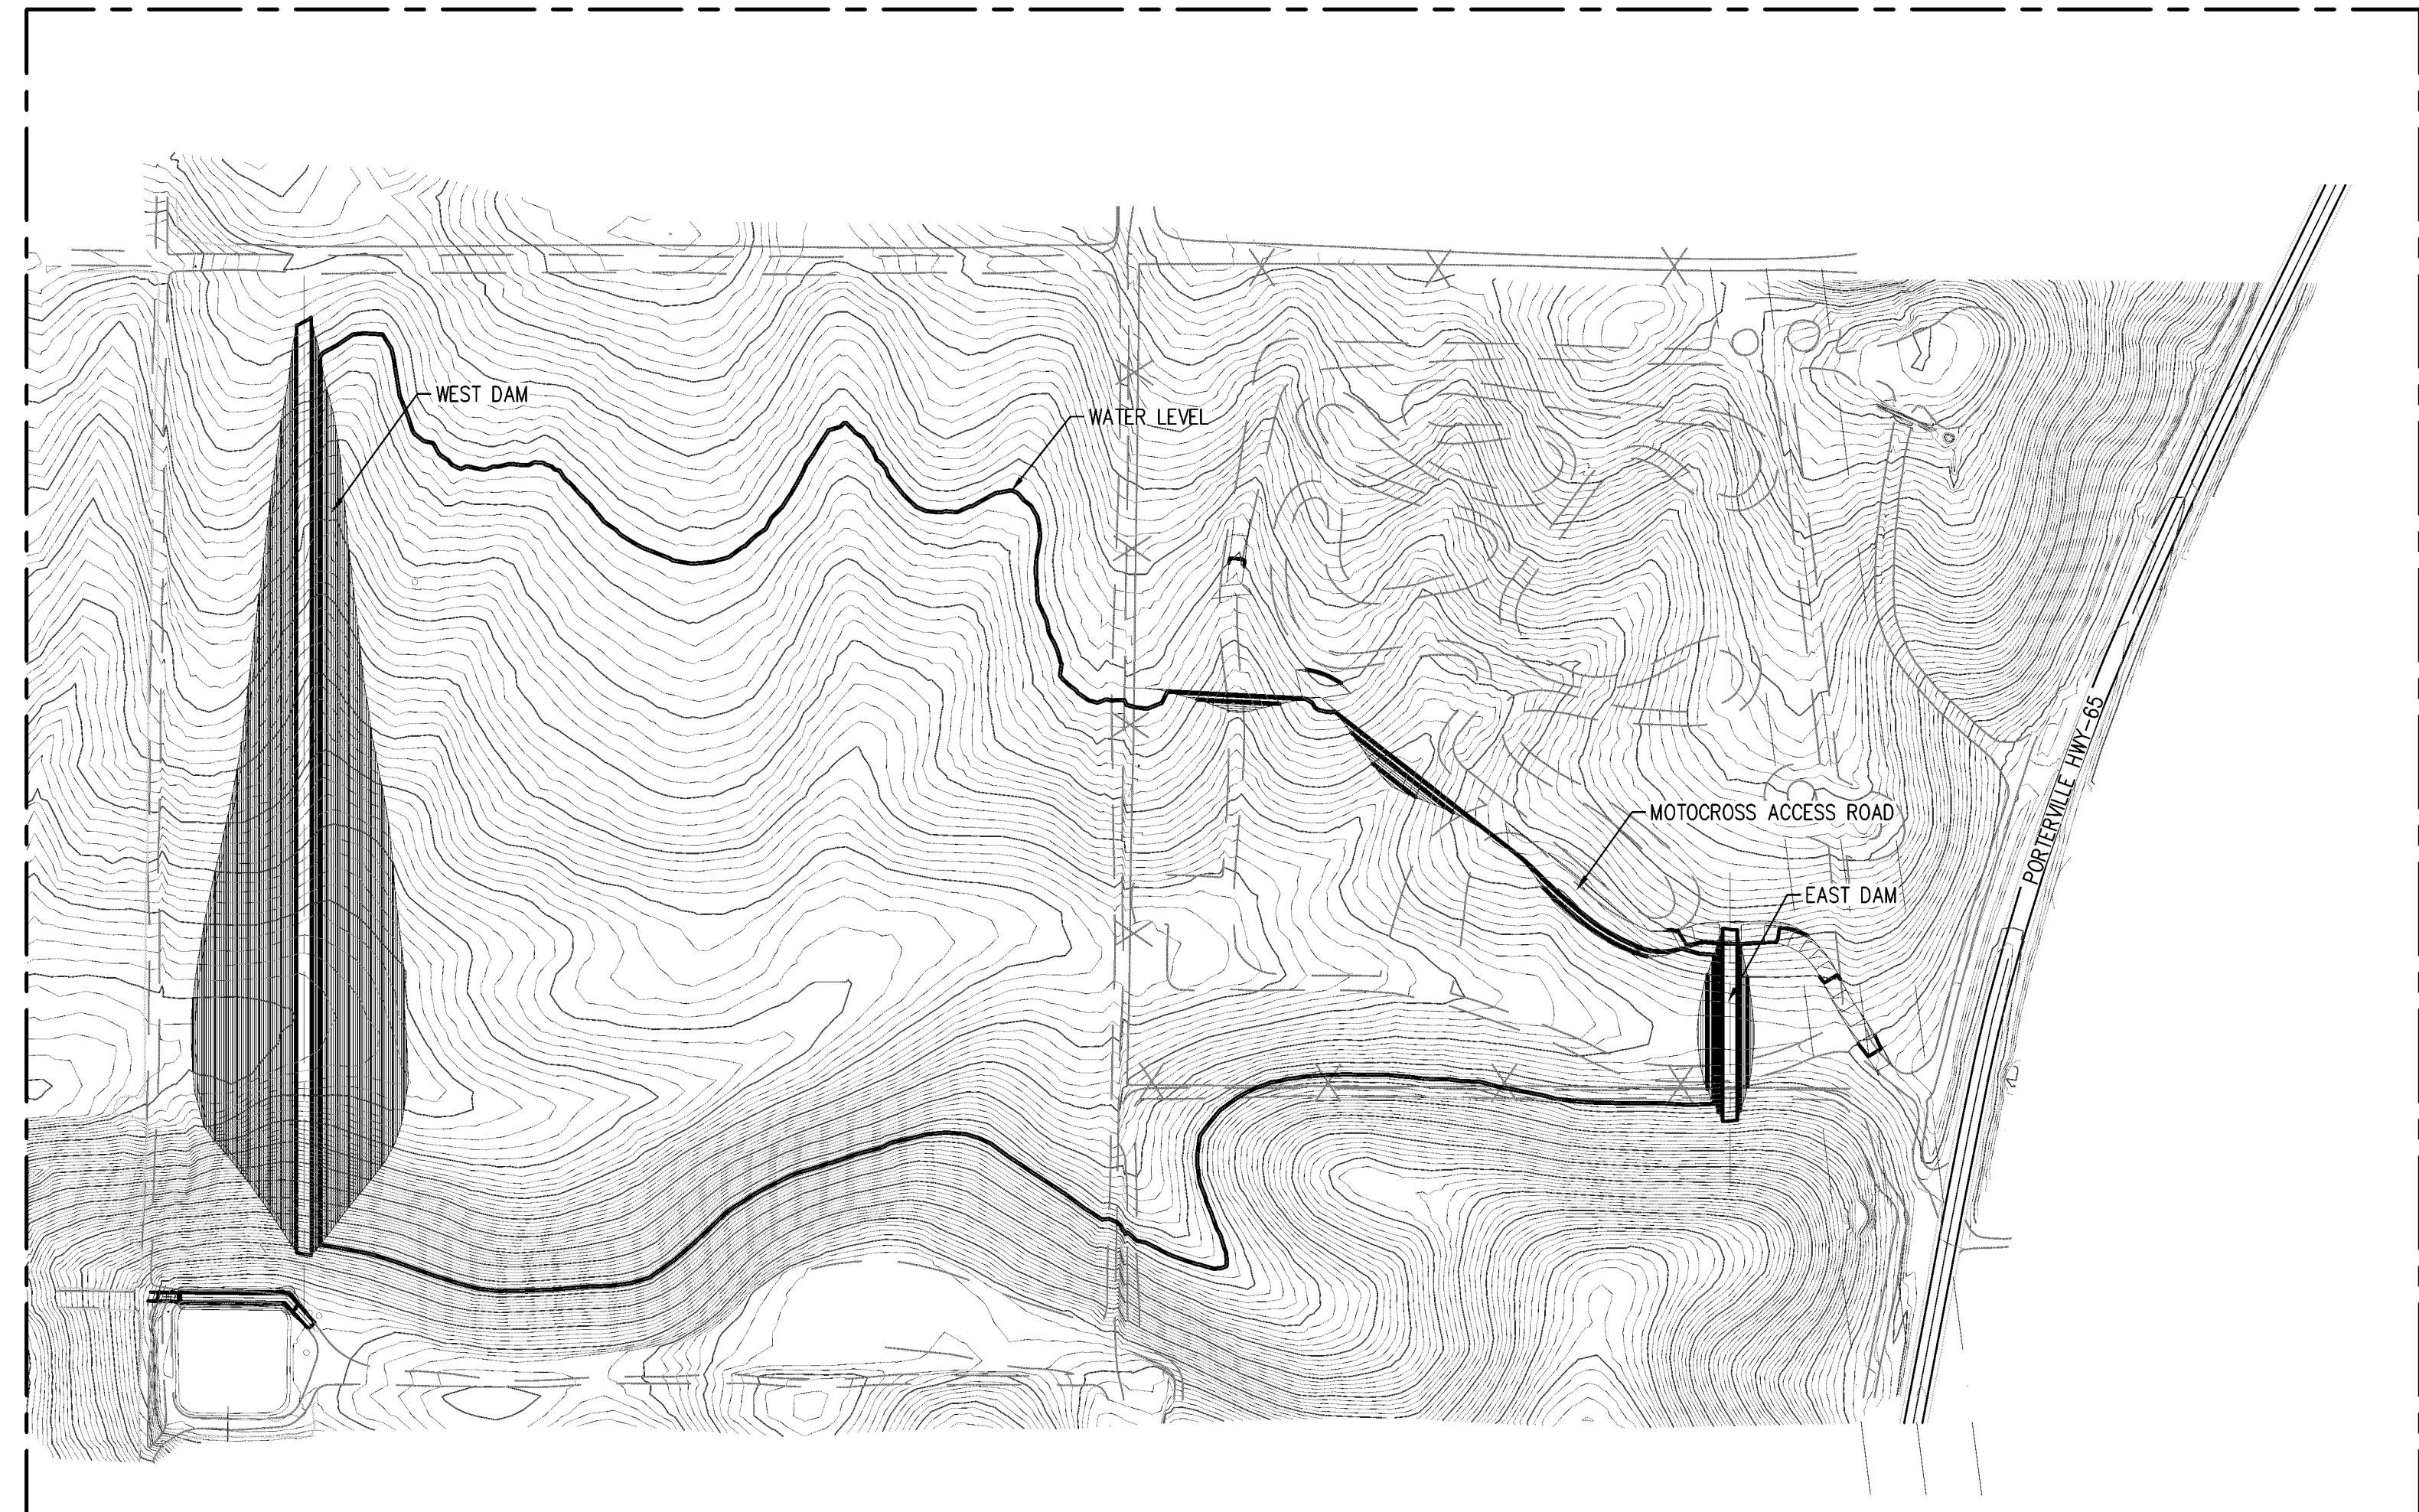 WEST DAM
WATER LEVEL
PORTERVILLE HWY-65
MOTOCROSS ACCESS ROAD
EAST DAM